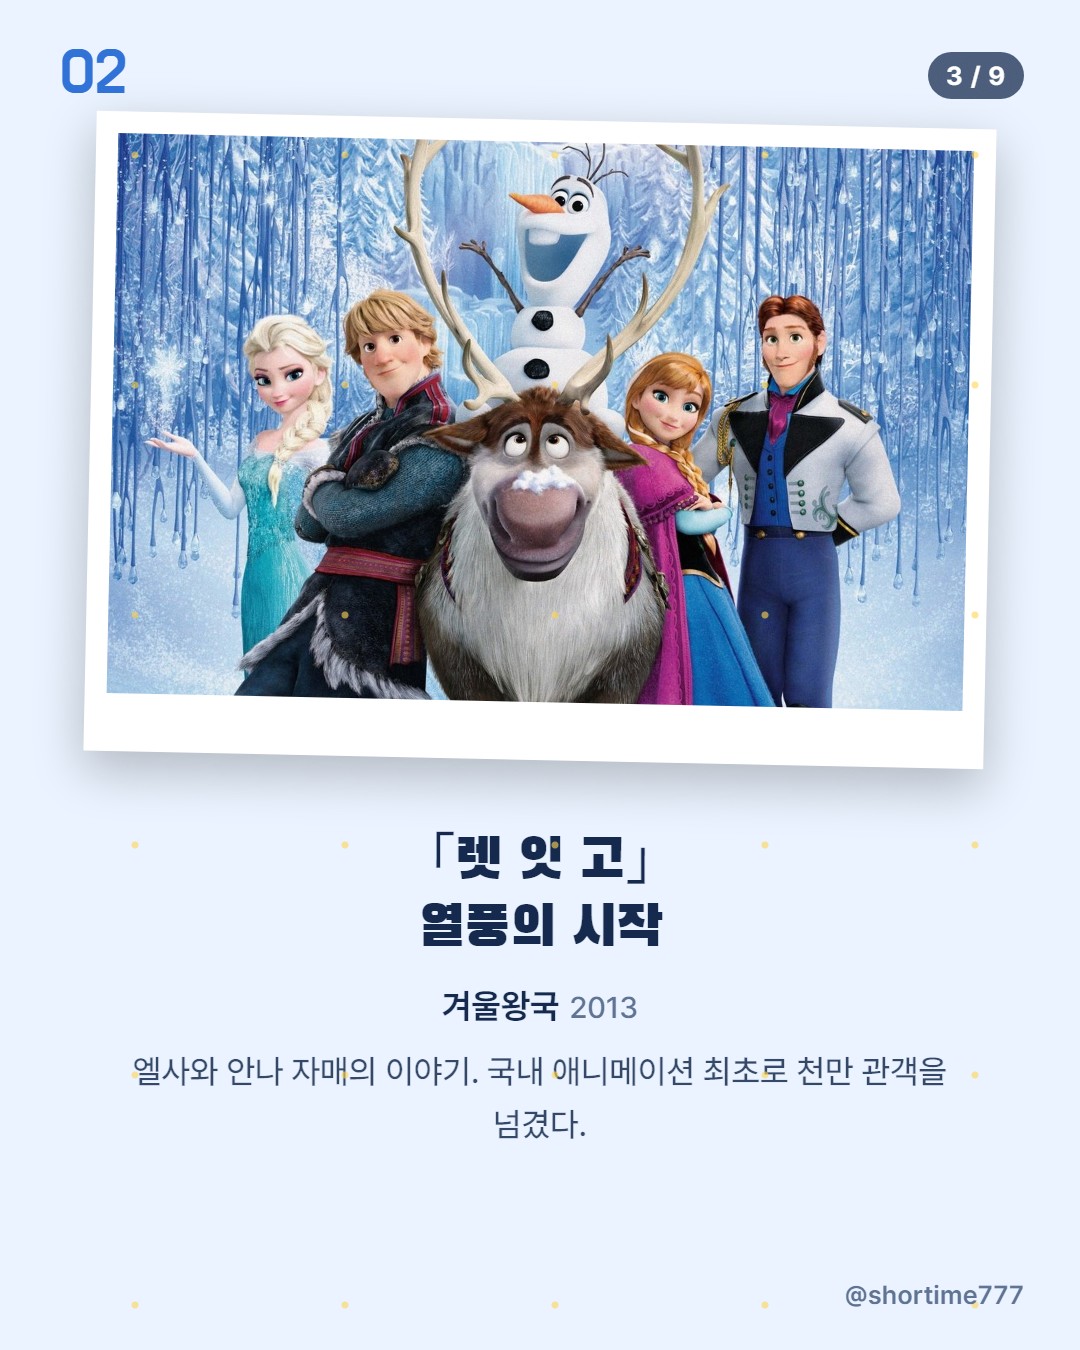 02
3 / 9
「렛 잇 고」
열풍의 시작
겨울왕국 2013
엘사와 안나 자매의 이야기. 국내 애니메이션 최초로 천만 관객을
넘겼다.
@shortime777